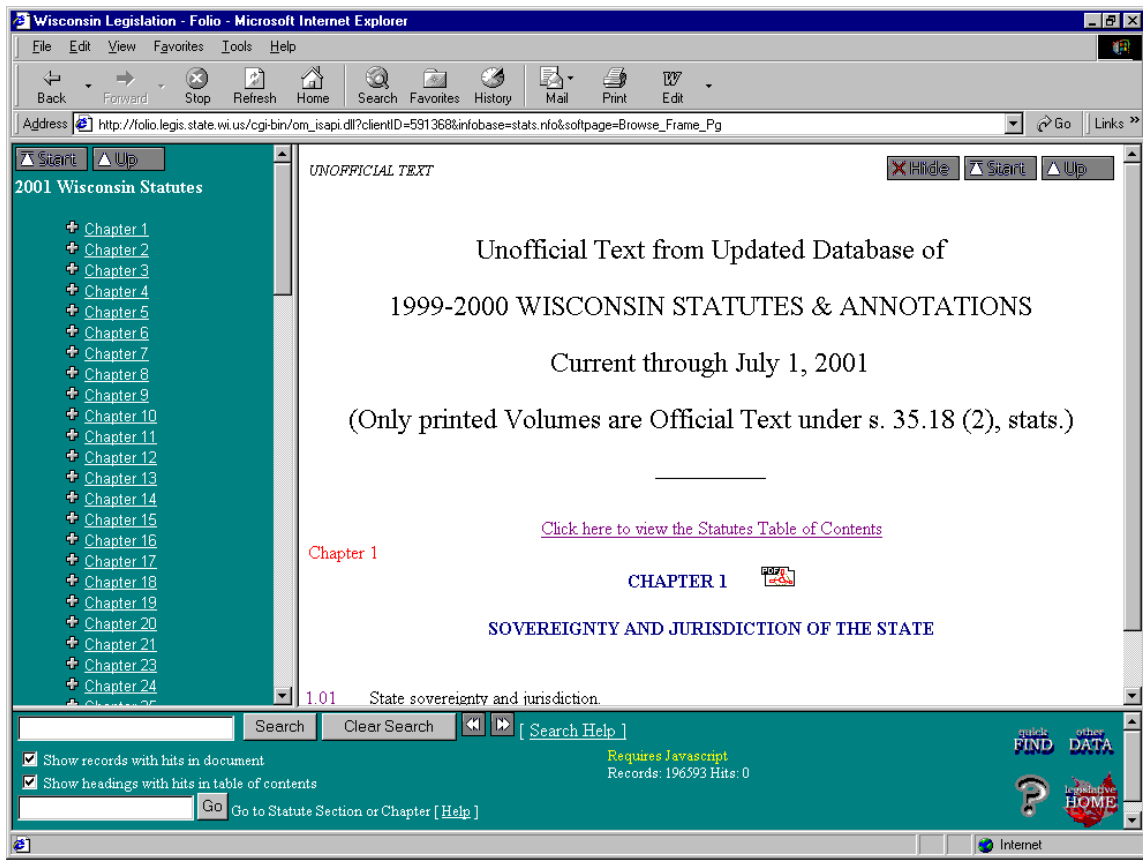 Wisconsin Legislation - Folio - Microsoft Internet Explorer
File Edit View Favorites Tools Help
Back Forward Stop Refresh Home Search Favorites History Mail Print Edit
Address http://folio.legis.state.wi.us/cgi-bin/om_isapi.dll?clientID=591368&infobase=stats.nfo&softpage=Browse_Frame_Pg Go Links »
Start Up
2001 Wisconsin Statutes
Chapter 1
Chapter 2
Chapter 3
Chapter 4
Chapter 5
Chapter 6
Chapter 7
Chapter 8
Chapter 9
Chapter 10
Chapter 11
Chapter 12
Chapter 13
Chapter 14
Chapter 15
Chapter 16
Chapter 17
Chapter 18
Chapter 19
Chapter 20
Chapter 21
Chapter 23
Chapter 24
Chapter 25
UNOFFICIAL TEXT
Hide Start Up
Unofficial Text from Updated Database of
1999-2000 WISCONSIN STATUTES & ANNOTATIONS
Current through July 1, 2001
(Only printed Volumes are Official Text under s. 35.18 (2), stats.)
Click here to view the Statutes Table of Contents
Chapter 1
CHAPTER 1 PDF
SOVEREIGNTY AND JURISDICTION OF THE STATE
1.01 State sovereignty and jurisdiction.
Search Clear Search [ Search Help ]
Show records with hits in document
Show headings with hits in table of contents
Go Go to Statute Section or Chapter [ Help ]
Requires Javascript
Records: 196593 Hits: 0
quick FIND
other DATA
legislative HOME
Internet